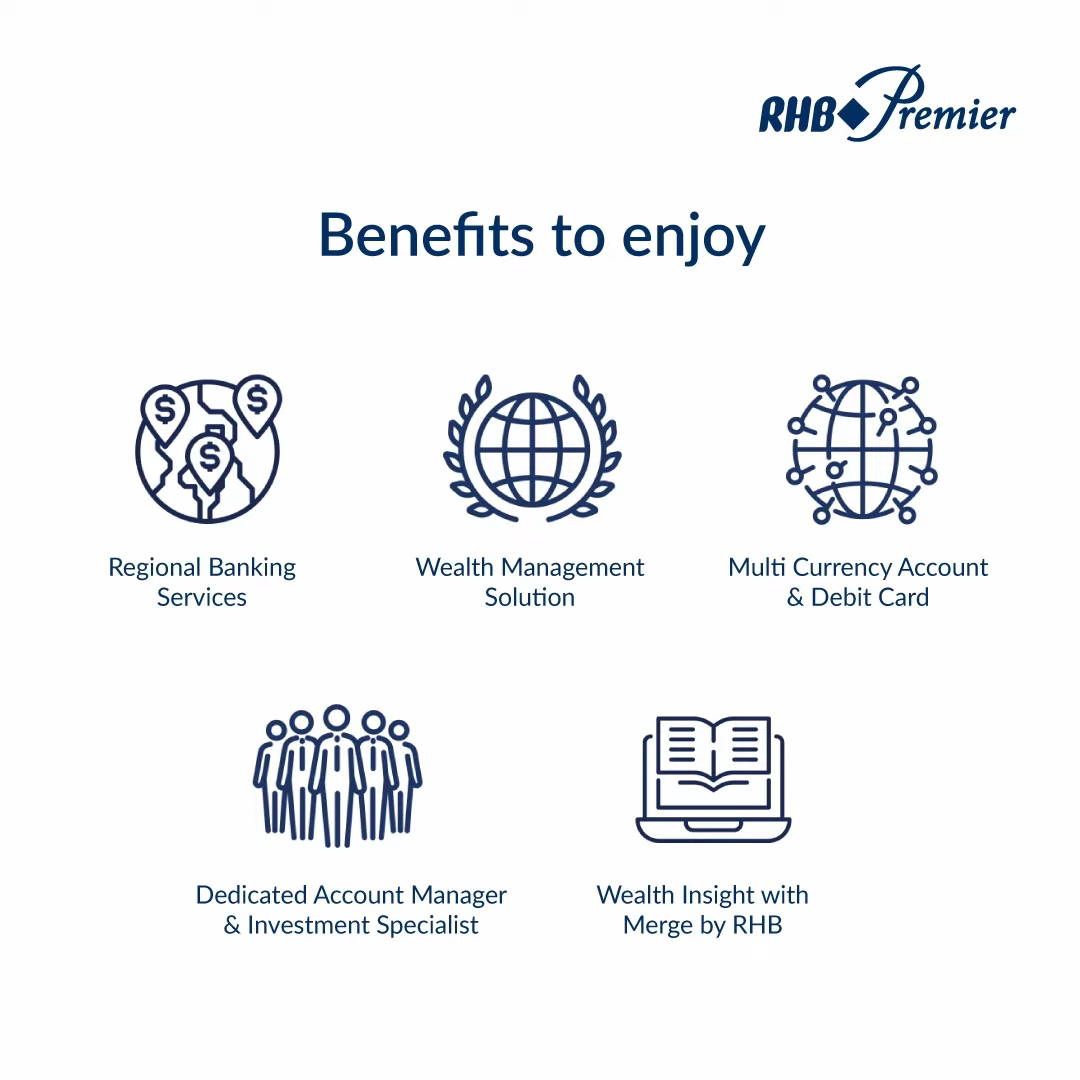 RHB Premier
Benefits to enjoy
$ $
$
Regional Banking
Services
Wealth Management
Solution
Multi Currency Account
& Debit Card
Dedicated Account Manager
& Investment Specialist
Wealth Insight with
Merge by RHB